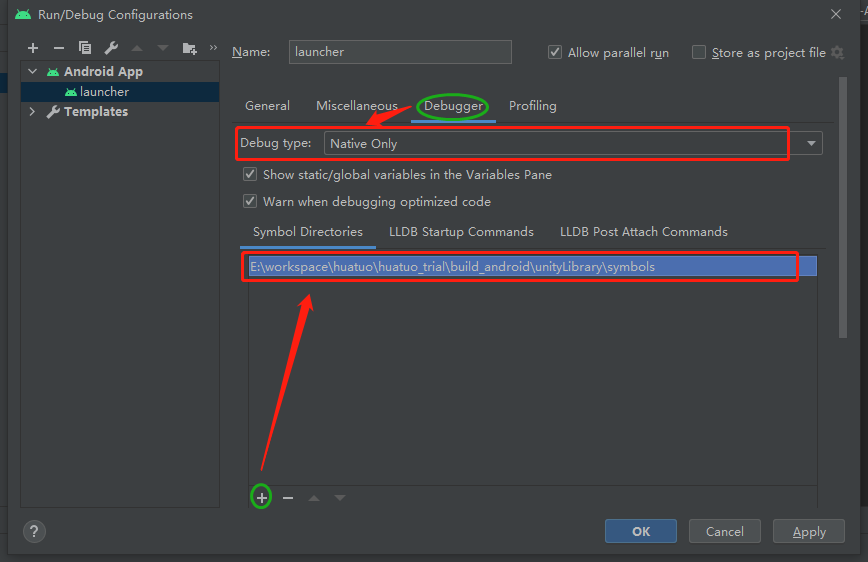 Run/Debug Configurations
Name: launcher
Allow parallel run
Store as project file
Android App
launcher
Templates
General Miscellaneous Debugger Profiling
Debug type: Native Only
Show static/global variables in the Variables Pane
Warn when debugging optimized code
Symbol Directories LLDB Startup Commands LLDB Post Attach Commands
E:\workspace\huatuo\huatuo_trial\build_android\unityLibrary\symbols
?
OK Cancel Apply